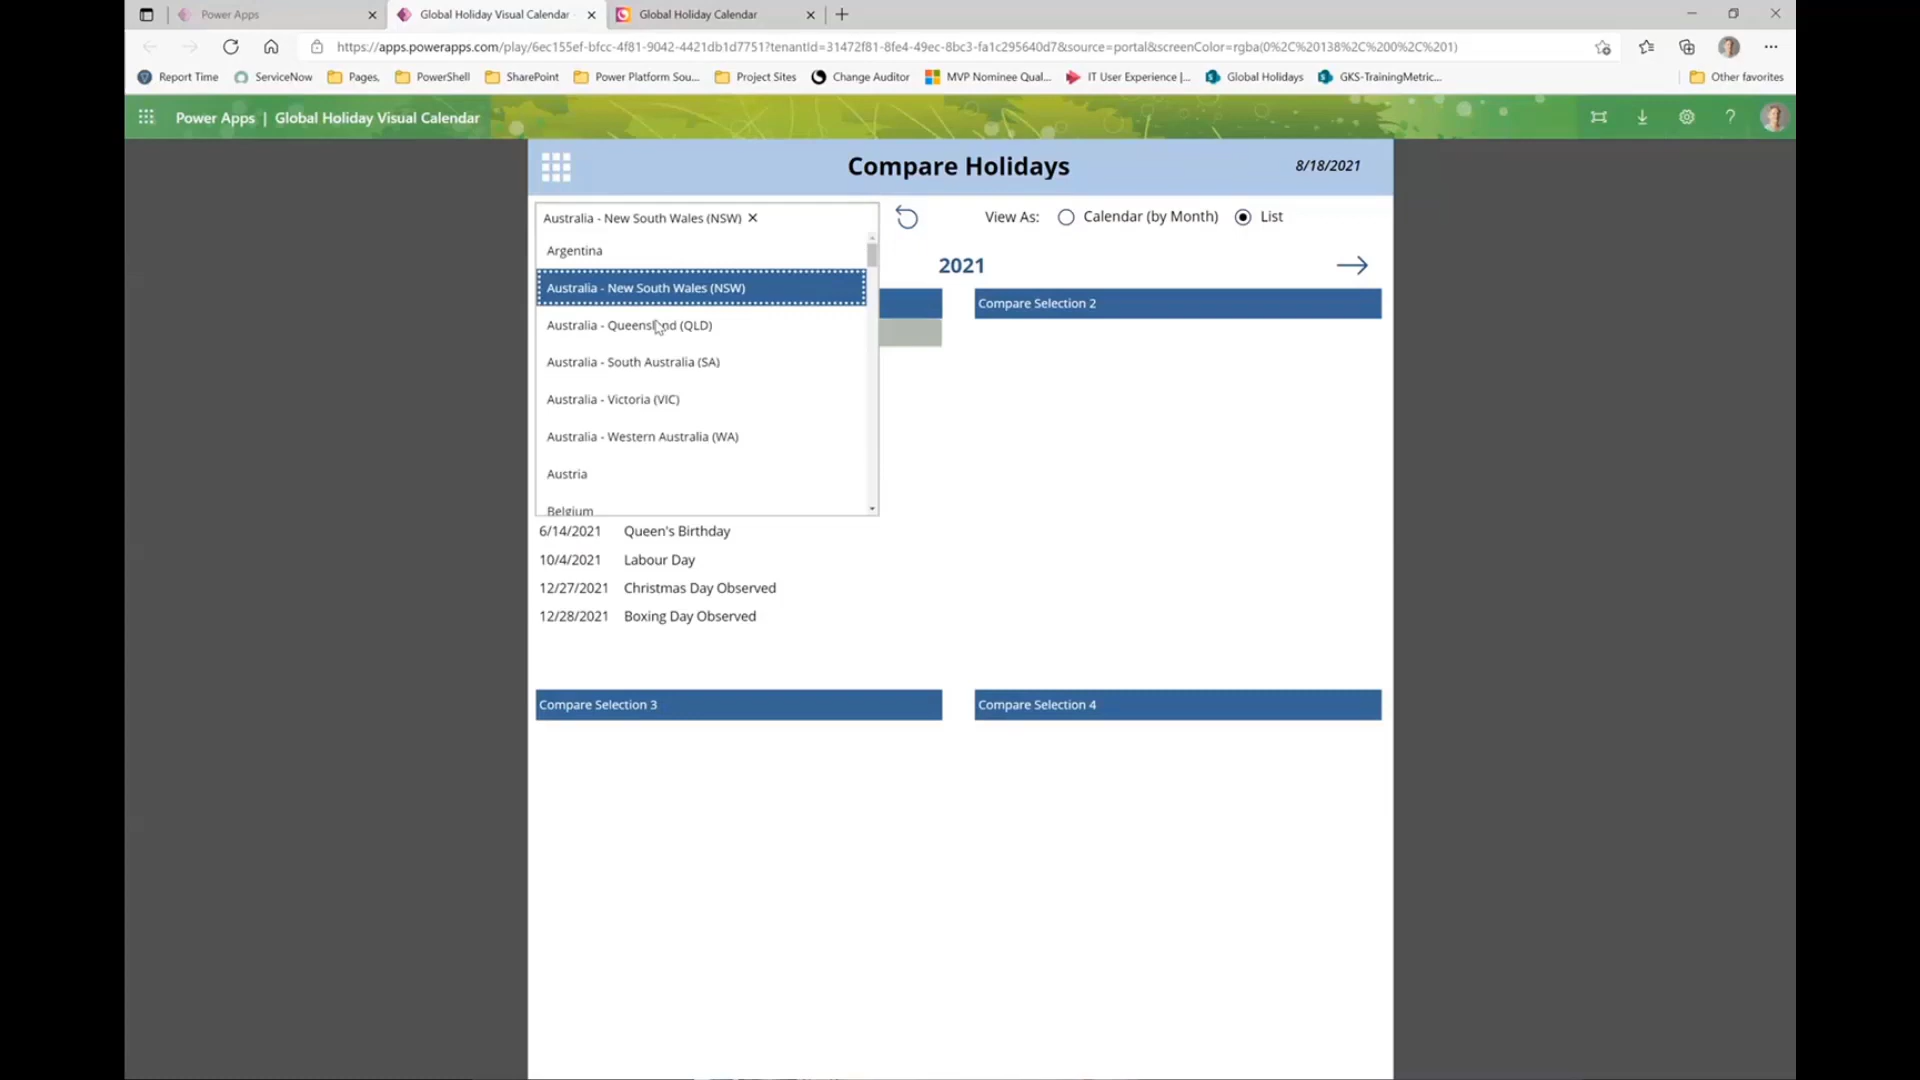 Power Apps
Global Holiday Visual Calendar
Global Holiday Calendar
https://apps.powerapps.com/play/6ec155ef-bfcc-4f81-9042-4421db1d7751?tenantId=31472f81-8fe4-49ec-8bc3-fa1c295640d7&source=portal&screenColor=rgba(0%2C%20138%2C%200%2C%201)
Report Time
ServiceNow
Pages,
PowerShell
SharePoint
Power Platform Sou...
Project Sites
Change Auditor
MVP Nominee Qual...
IT User Experience |...
Global Holidays
GKS-TrainingMetric...
Other favorites
Power Apps | Global Holiday Visual Calendar
Compare Holidays
8/18/2021
Australia - New South Wales (NSW)
View As: Calendar (by Month) List
2021
Argentina
Australia - New South Wales (NSW)
Australia - Queensland (QLD)
Australia - South Australia (SA)
Australia - Victoria (VIC)
Australia - Western Australia (WA)
Austria
Belgium
Compare Selection 2
6/14/2021 Queen's Birthday
10/4/2021 Labour Day
12/27/2021 Christmas Day Observed
12/28/2021 Boxing Day Observed
Compare Selection 3
Compare Selection 4